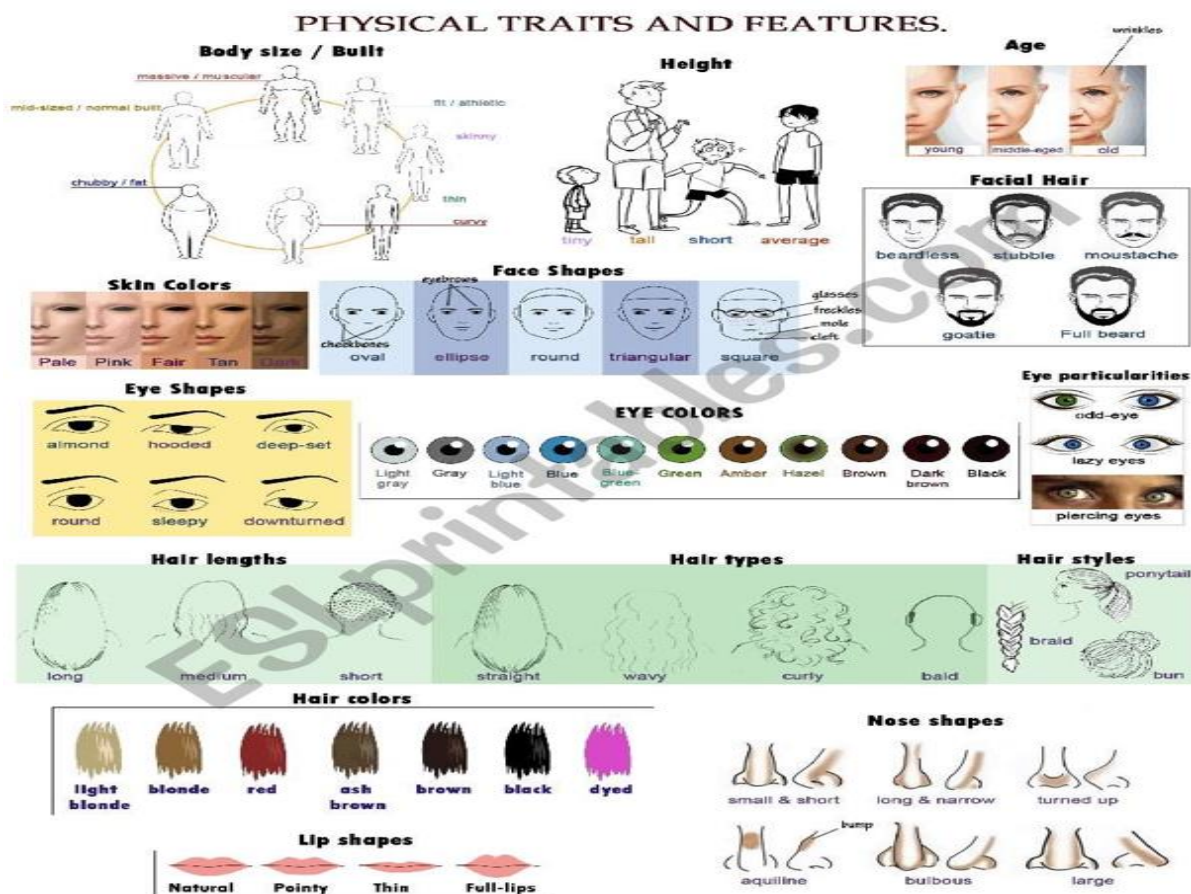 PHYSICAL TRAITS AND FEATURES.
Body size / Built
massive / muscular
mid-sized / normal built
fit / athletic
skinny
chubby / fat
thin
curve
Height
tiny
tall
short
average
Age
wrinkles
young
middle-aged
old
Facial Hair
beardless
stubble
moustache
goatie
Full beard
Skin Colors
Pale
Pink
Fair
Tan
Dark
Face Shapes
eyebrows
cheekbones
glasses
freckles
mole
cleft
oval
ellipse
round
triangular
square
Eye Shapes
almond
hooded
deep-set
round
sleepy
downturned
EYE COLORS
Light
gray
Gray
Light
blue
Blue
Blue-
green
Green
Amber
Hazel
Brown
Dark
brown
Black
Eye particularities
odd-eye
lazy eyes
piercing eyes
Hair lengths
long
medium
short
Hair types
straight
wavy
curly
bald
Hair styles
ponytail
braid
bun
Hair colors
light
blonde
blonde
red
ash
brown
brown
black
dyed
Nose shapes
small & short
long & narrow
turned up
bump
aquiline
bulbous
large
Lip shapes
Natural
Pointy
Thin
Full-lips
ESLprintables.com